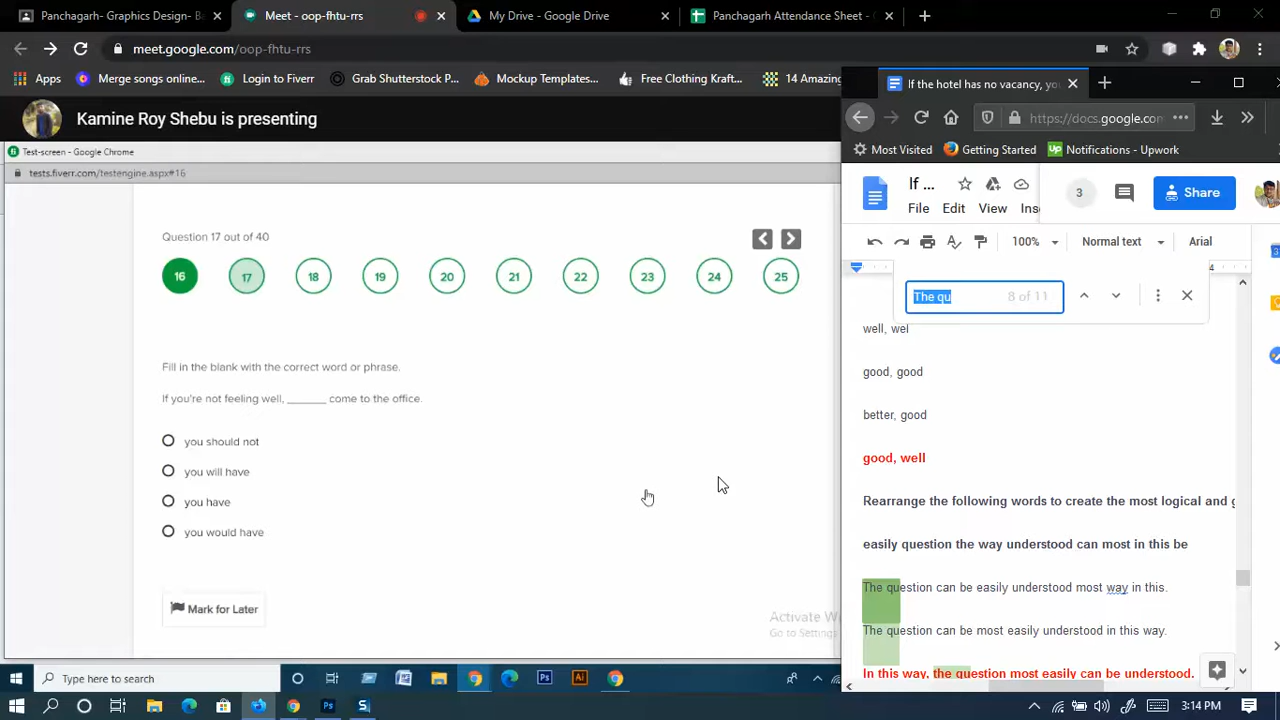 Panchagarh- Graphics Design- Ba
Meet - oop-fhtu-rrs
My Drive - Google Drive
Panchagarh Attendance Sheet - G
meet.google.com/oop-fhtu-rrs
Apps
Merge songs online...
Login to Fiverr
Grab Shutterstock P...
Mockup Templates...
Free Clothing Kraft...
14 Amazing
Kamine Roy Shebu is presenting
Test-screen - Google Chrome
tests.fiverr.com/testengine.aspx#16
Question 17 out of 40
16
17
18
19
20
21
22
23
24
25
Fill in the blank with the correct word or phrase.
If you're not feeling well, _______ come to the office.
you should not
you will have
you have
you would have
Mark for Later
Activate W
Go to Settings
Type here to search
If the hotel has no vacancy, you
https://docs.google.com
Most Visited
Getting Started
Notifications - Upwork
If ...
3
Share
File
Edit
View
Ins
100%
Normal text
Arial
4
The qu
8 of 11
well, wel
good, good
better, good
good, well
Rearrange the following words to create the most logical and g
easily question the way understood can most in this be
The question can be easily understood most way in this.
The question can be most easily understood in this way.
In this way, the question most easily can be understood.
3:14 PM